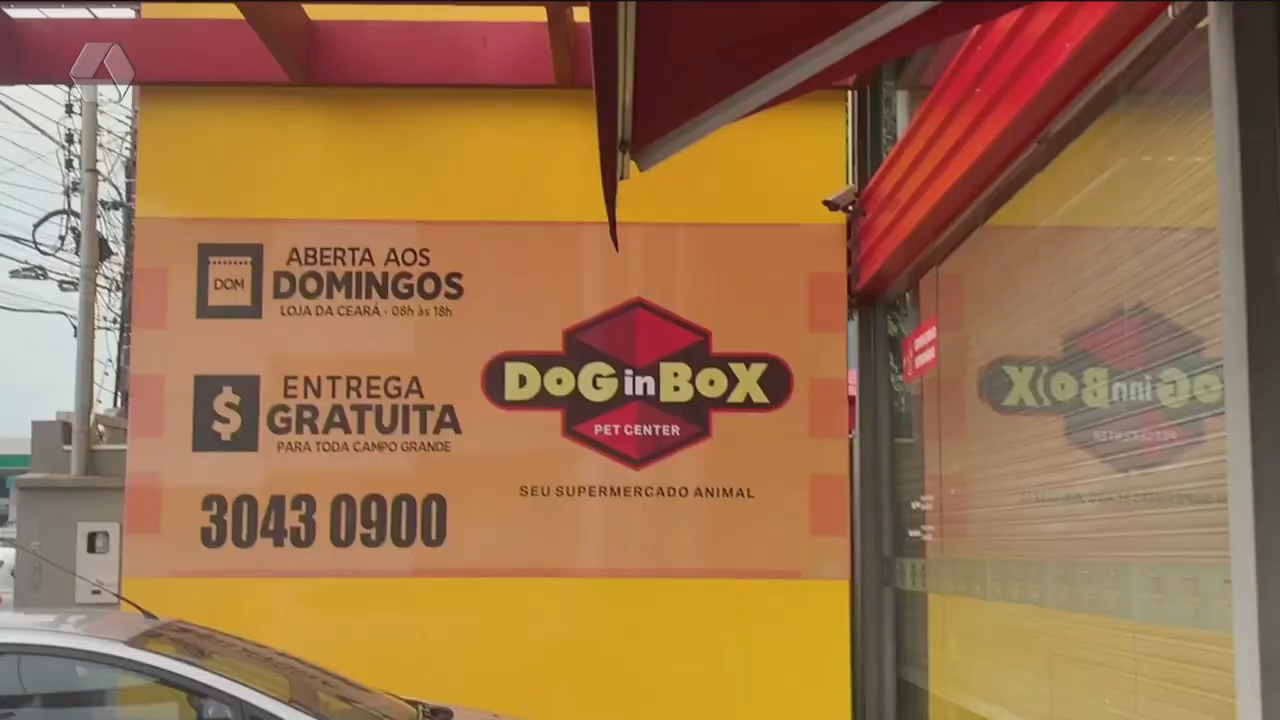 ABERTA AOS
DOM
DOMINGOS
LOJA DA CEARÁ - 08h às 18h
$
ENTREGA
GRATUITA
PARA TODA CAMPO GRANDE
3043 0900
DoG in BoX
PET CENTER
SEU SUPERMERCADO ANIMAL